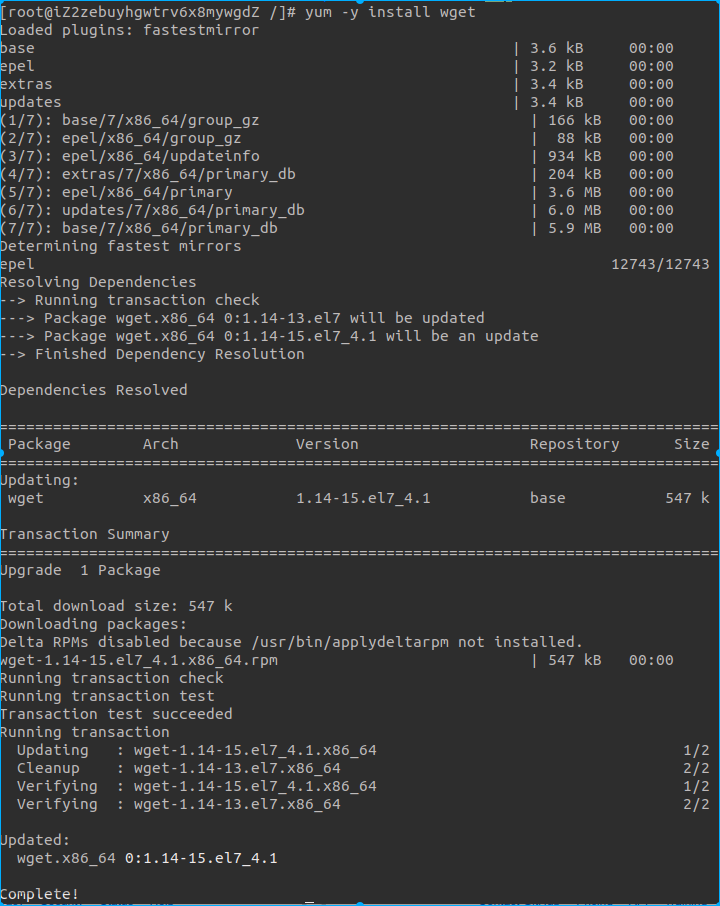 [root@iZ2zebuyhgwtrv6x8mywgdZ /]# yum -y install wget
Loaded plugins: fastestmirror
base | 3.6 kB 00:00
epel | 3.2 kB 00:00
extras | 3.4 kB 00:00
updates | 3.4 kB 00:00
(1/7): base/7/x86_64/group_gz | 166 kB 00:00
(2/7): epel/x86_64/group_gz | 88 kB 00:00
(3/7): epel/x86_64/updateinfo | 934 kB 00:00
(4/7): extras/7/x86_64/primary_db | 204 kB 00:00
(5/7): epel/x86_64/primary | 3.6 MB 00:00
(6/7): updates/7/x86_64/primary_db | 6.0 MB 00:00
(7/7): base/7/x86_64/primary_db | 5.9 MB 00:00
Determining fastest mirrors
epel 12743/12743
Resolving Dependencies
--> Running transaction check
---> Package wget.x86_64 0:1.14-13.el7 will be updated
---> Package wget.x86_64 0:1.14-15.el7_4.1 will be an update
--> Finished Dependency Resolution
Dependencies Resolved
================================================================================
Package Arch Version Repository Size
================================================================================
Updating:
wget x86_64 1.14-15.el7_4.1 base 547 k
Transaction Summary
================================================================================
Upgrade 1 Package
Total download size: 547 k
Downloading packages:
Delta RPMs disabled because /usr/bin/applydeltarpm not installed.
wget-1.14-15.el7_4.1.x86_64.rpm | 547 kB 00:00
Running transaction check
Running transaction test
Transaction test succeeded
Running transaction
Updating : wget-1.14-15.el7_4.1.x86_64 1/2
Cleanup : wget-1.14-13.el7.x86_64 2/2
Verifying : wget-1.14-15.el7_4.1.x86_64 1/2
Verifying : wget-1.14-13.el7.x86_64 2/2
Updated:
wget.x86_64 0:1.14-15.el7_4.1
Complete!